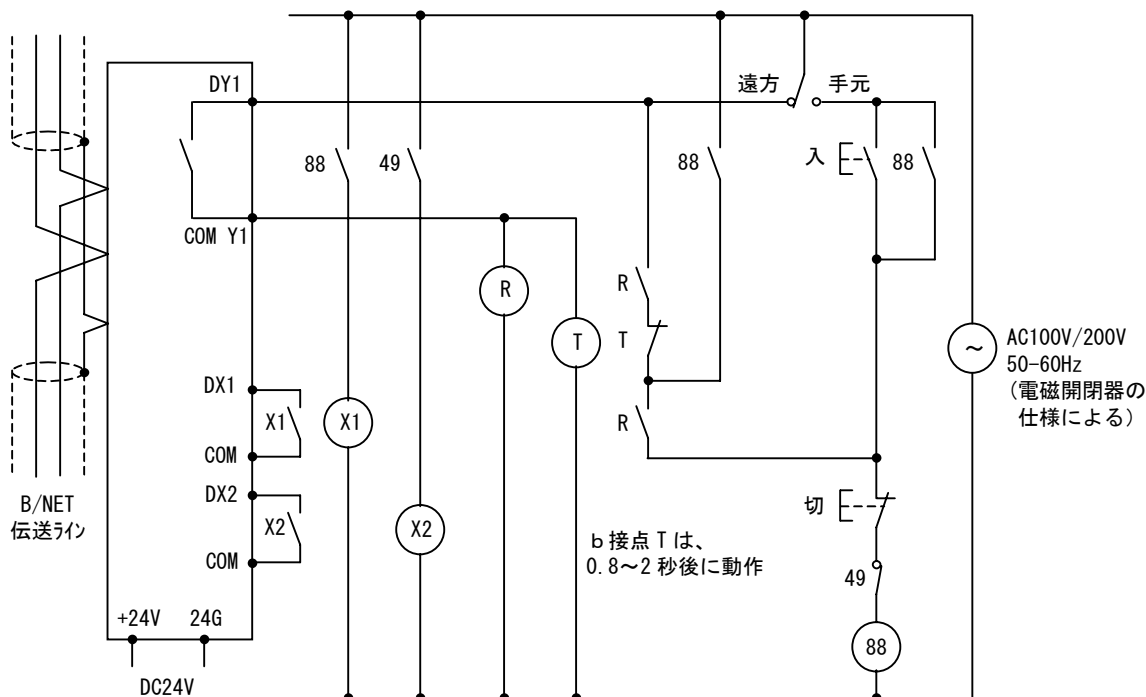 DY1
遠方
手元
88
49
88
入
88
COM Y1
R
R
T
T
~
AC100V/200V
50-60Hz
(電磁開閉器の
仕様による)
DX1
X1
X1
R
COM
DX2
切
B/NET
伝送ライン
X2
X2
b接点Tは、
0.8～2秒後に動作
COM
49
+24V
24G
88
DC24V